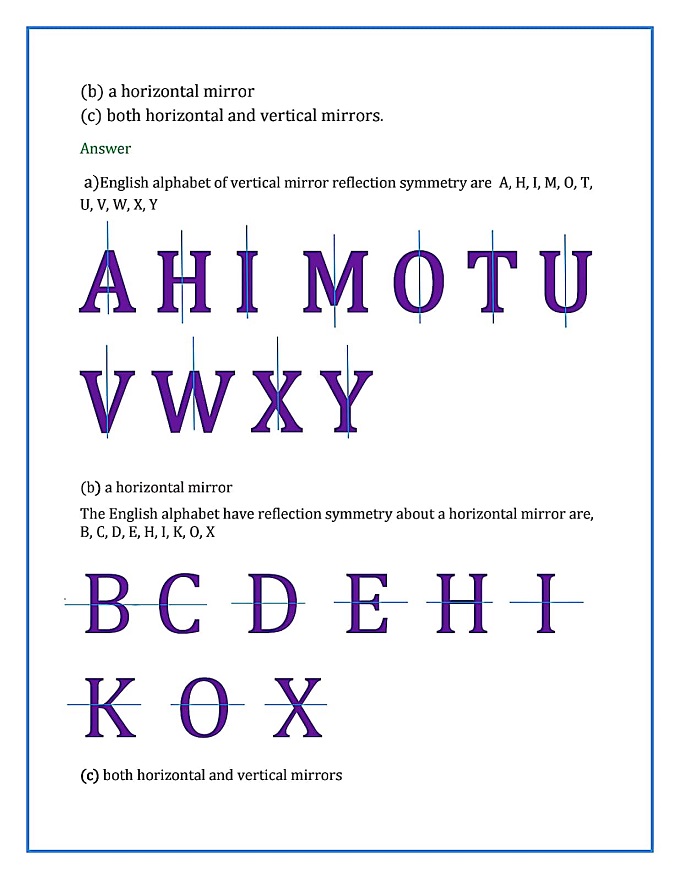 (b) a horizontal mirror
(c) both horizontal and vertical mirrors.
Answer
a)English alphabet of vertical mirror reflection symmetry are A, H, I, M, O, T,
U, V, W, X, Y
A H I M O T U
V W X Y
(b) a horizontal mirror
The English alphabet have reflection symmetry about a horizontal mirror are,
B, C, D, E, H, I, K, O, X
B C D E H I
K O X
(c) both horizontal and vertical mirrors